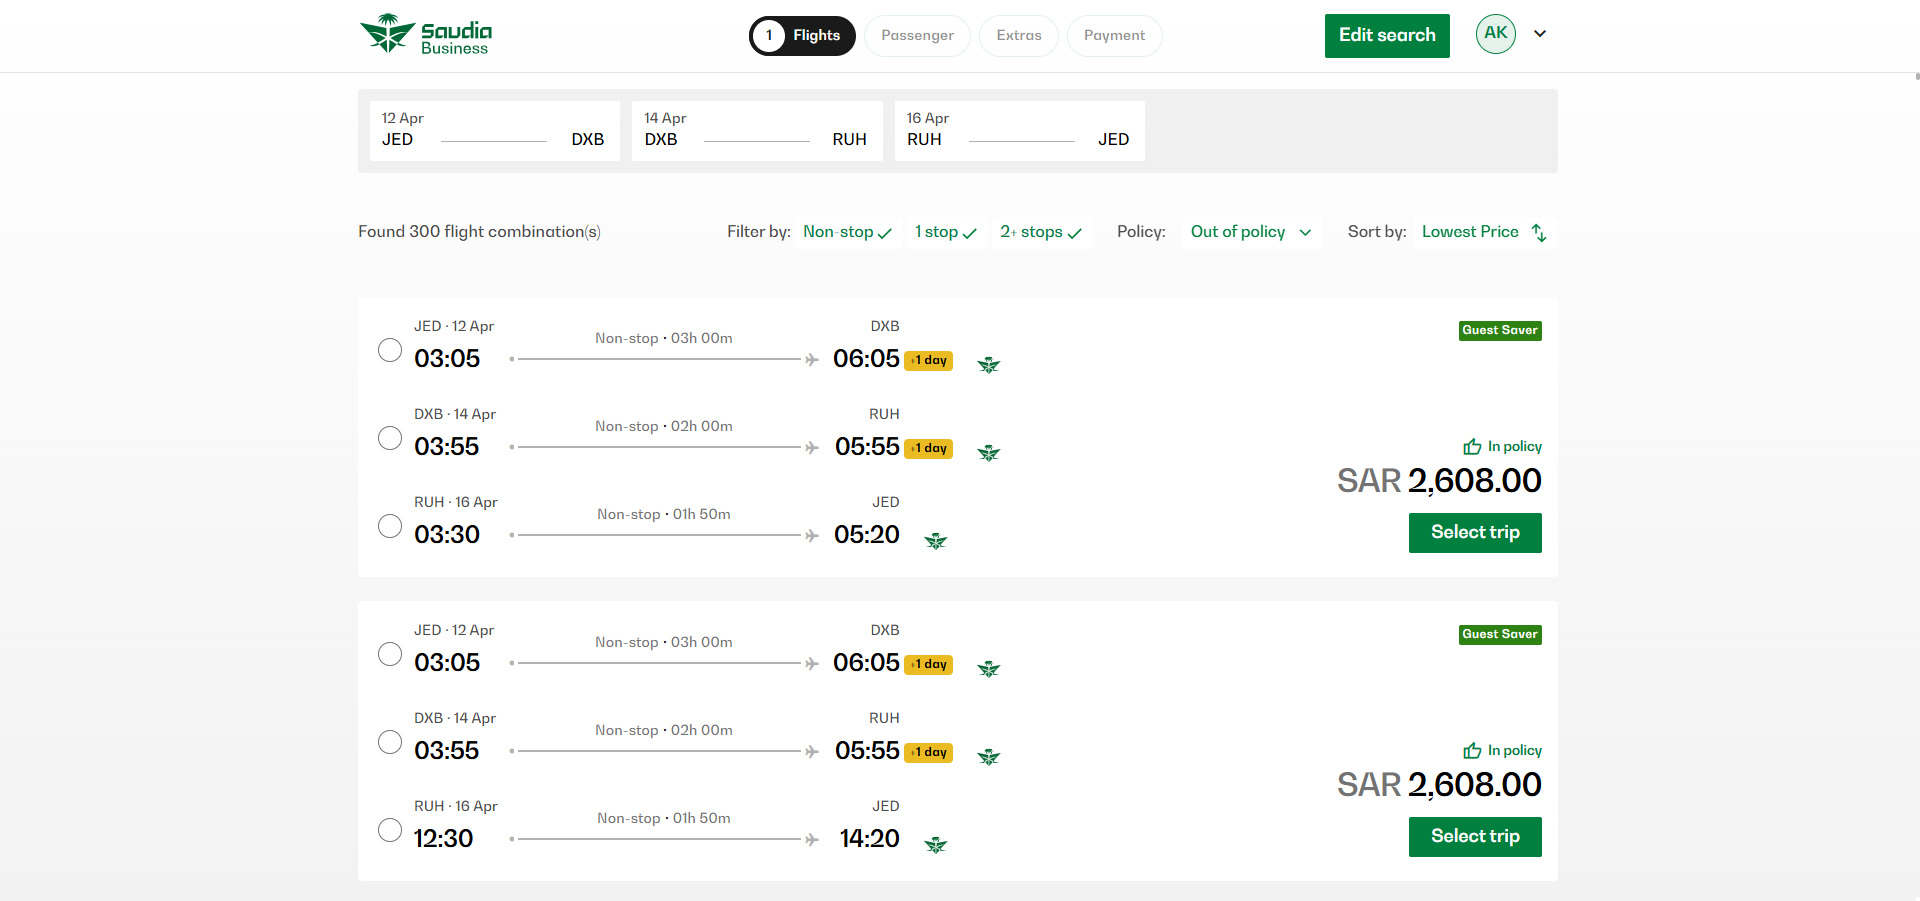 Saudia
Business
1 Flights
Passenger
Extras
Payment
Edit search
AK
12 Apr
JED DXB
14 Apr
DXB RUH
16 Apr
RUH JED
Found 300 flight combination(s)
Filter by: Non-stop 1 stop 2+ stops
Policy: Out of policy
Sort by: Lowest Price
JED · 12 Apr
Non-stop · 03h 00m
DXB
03:05
06:05 +1 day
Guest Saver
DXB · 14 Apr
Non-stop · 02h 00m
RUH
03:55
05:55 +1 day
RUH · 16 Apr
Non-stop · 01h 50m
JED
03:30
05:20
In policy
SAR 2,608.00
Select trip
JED · 12 Apr
Non-stop · 03h 00m
DXB
03:05
06:05 +1 day
Guest Saver
DXB · 14 Apr
Non-stop · 02h 00m
RUH
03:55
05:55 +1 day
RUH · 16 Apr
Non-stop · 01h 50m
JED
12:30
14:20
In policy
SAR 2,608.00
Select trip